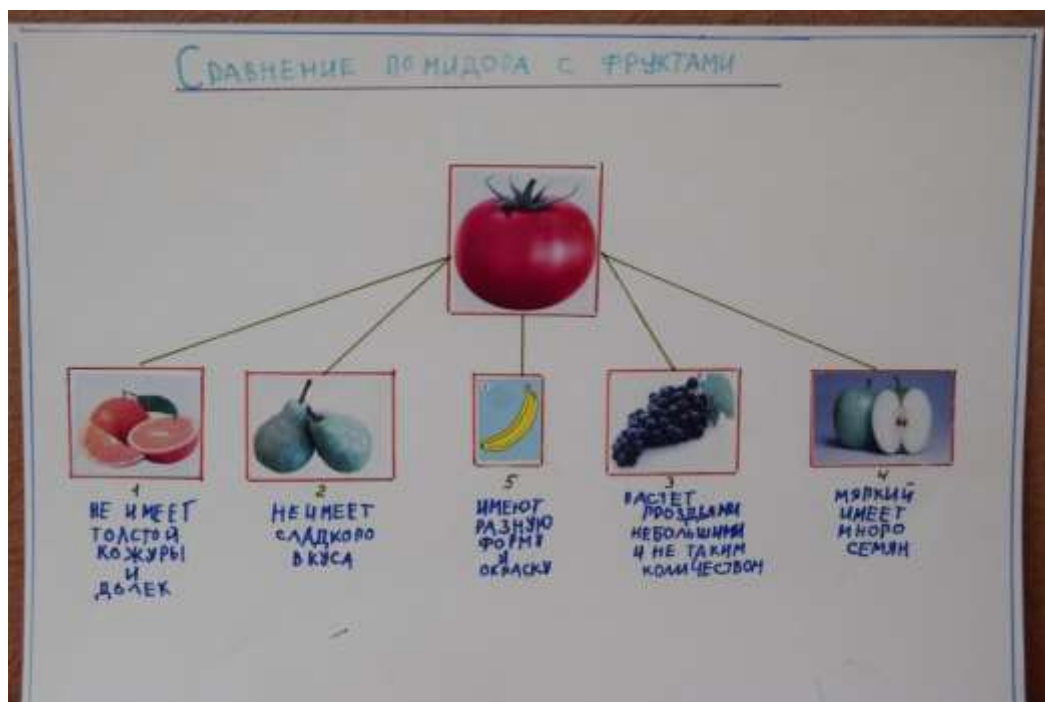 СРАВНЕНИЕ ПОМИДОРА С ФРУКТАМИ
1
НЕ ИМЕЕТ
ТОЛСТОЙ
КОЖУРЫ
И
ДОЛЕК
2
НЕ ИМЕЕТ
СЛАДКОГО
ВКУСА
5
ИМЕЮТ
РАЗНУЮ
ФОРМУ
И
ОКРАСКУ
3
РАСТЕТ
ГРОЗДЬЯМИ
НЕБОЛЬШИМИ
И НЕ ТАКИМ
КОЛИЧЕСТВОМ
4
МЯГКИЙ
ИМЕЕТ
МНОГО
СЕМЯН